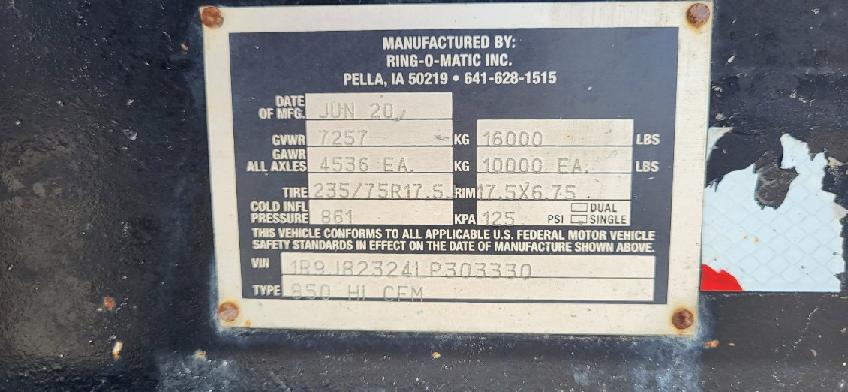 MANUFACTURED BY:
RING-O-MATIC INC.
PELLA, IA 50219 • 641-628-1515
DATE OF MFG. JUN 20
GVWR 7257 KG 16000 LBS
GAWR ALL AXLES 4536 EA. KG 10000 EA. LBS
TIRE 235/75R17.5 RIM 17.5X6.75
COLD INFL PRESSURE 861 KPA 125 PSI DUAL SINGLE
THIS VEHICLE CONFORMS TO ALL APPLICABLE U.S. FEDERAL MOTOR VEHICLE
SAFETY STANDARDS IN EFFECT ON THE DATE OF MANUFACTURE SHOWN ABOVE.
VIN 1R9J82324LP303330
TYPE 850 HI CFM